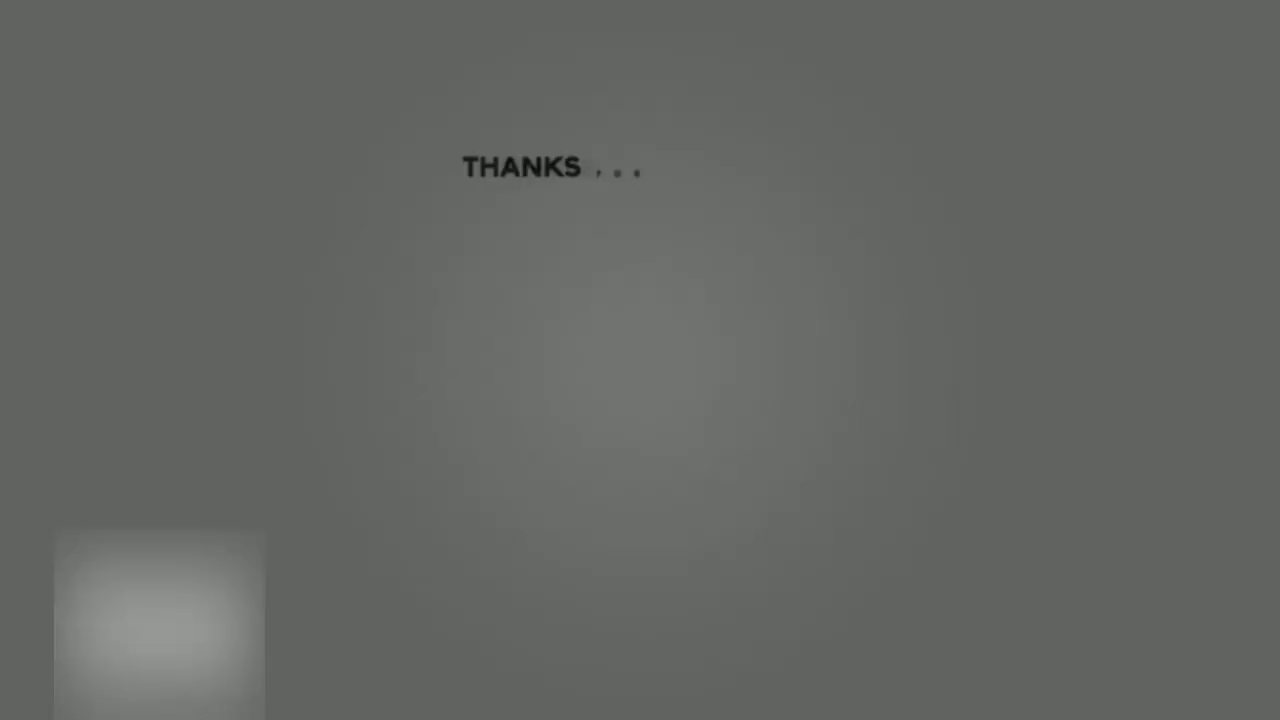 THANKS . . .